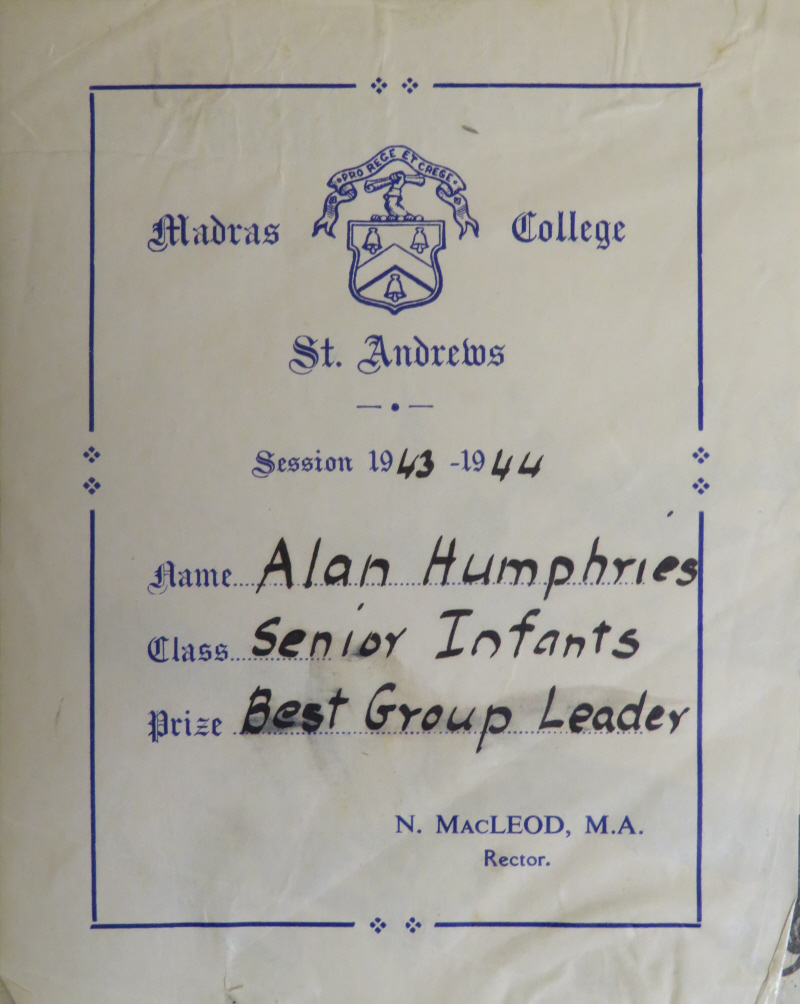 PRO REGE ET GREGE
Madras College
St. Andrews
Session 1943-1944
Name Alan Humphries
Class Senior Infants
Prize Best Group Leader
N. MACLEOD, M.A.
Rector.